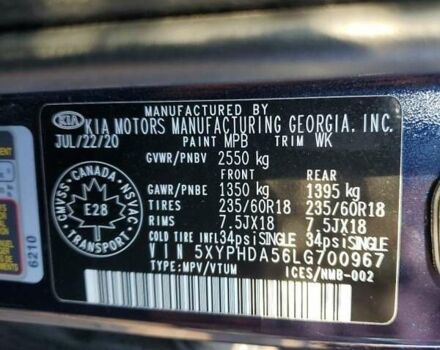 MANUFACTURED BY
KIA KIA MOTORS MANUFACTURING GEORGIA, INC.
JUL/22/20 PAINT MPB TRIM WK
GVWR/PNBV 2550 kg
FRONT REAR
GAWR/PNBE 1350 kg 1395 kg
TIRES 235/60R18 235/60R18
RIMS 7.5JX18 7.5JX18
COLD TIRE INFL 34psi SINGLE 34psi SINGLE
VIN 5XYPHDA56LG700967
TYPE:MPV/VTUM ICES/NMB-002
CMVSS · CANADA · NSVAC
E28
TRANSPORT
6210